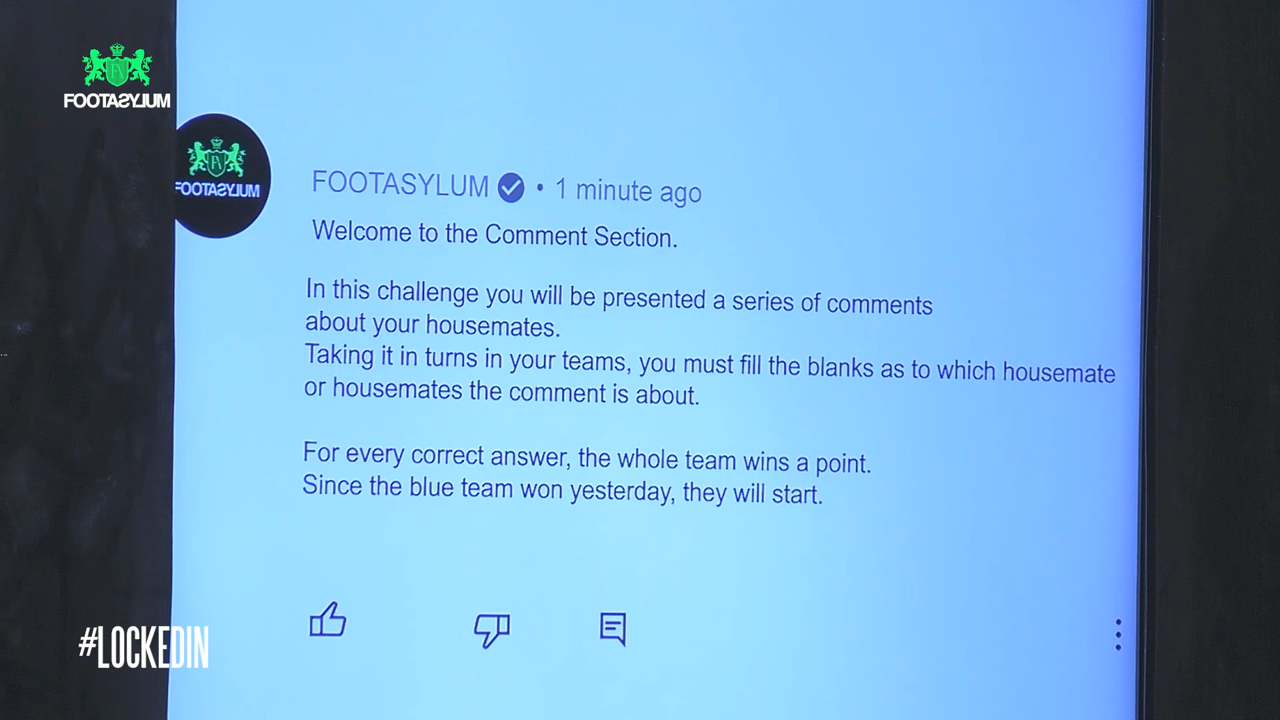 FOOTASYLUM
FOOTASYLUM
FOOTASYLUM • 1 minute ago
Welcome to the Comment Section.
In this challenge you will be presented a series of comments
about your housemates.
Taking it in turns in your teams, you must fill the blanks as to which housemate
or housemates the comment is about.
For every correct answer, the whole team wins a point.
Since the blue team won yesterday, they will start.
#LOCKEDIN